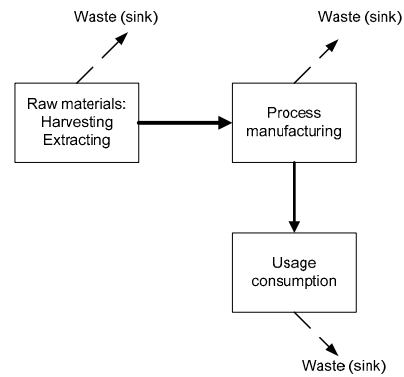 Waste (sink)
Waste (sink)
Raw materials:
Harvesting
Extracting
Process
manufacturing
Usage
consumption
Waste (sink)